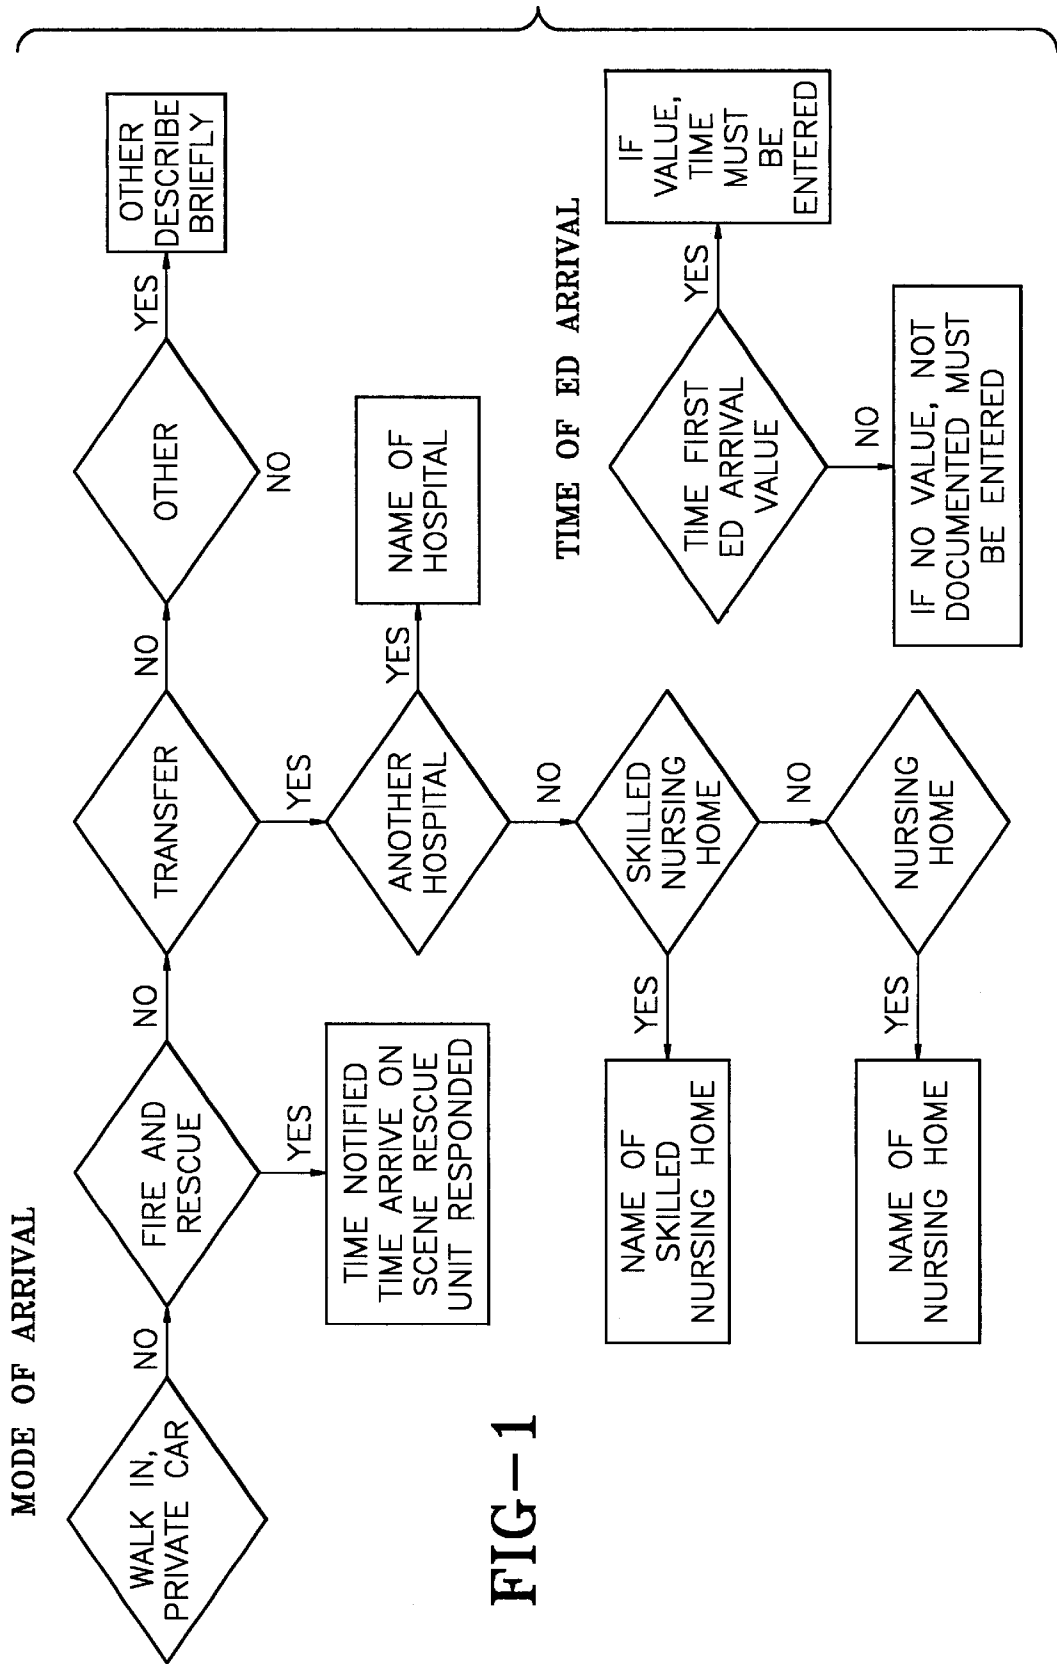 MODE OF ARRIVAL
WALK IN,
PRIVATE CAR
NO
FIRE AND
RESCUE
NO
YES
TIME NOTIFIED
TIME ARRIVE ON
SCENE RESCUE
UNIT RESPONDED
TRANSFER
NO
YES
OTHER
YES
NO
OTHER
DESCRIBE
BRIEFLY
ANOTHER
HOSPITAL
YES
NAME OF
HOSPITAL
NO
SKILLED
NURSING
HOME
YES
NAME OF
SKILLED
NURSING HOME
NO
NURSING
HOME
YES
NAME OF
NURSING HOME
TIME OF ED ARRIVAL
TIME FIRST
ED ARRIVAL
VALUE
YES
IF
VALUE,
TIME
MUST
BE
ENTERED
NO
IF NO VALUE, NOT
DOCUMENTED MUST
BE ENTERED
FIG-1